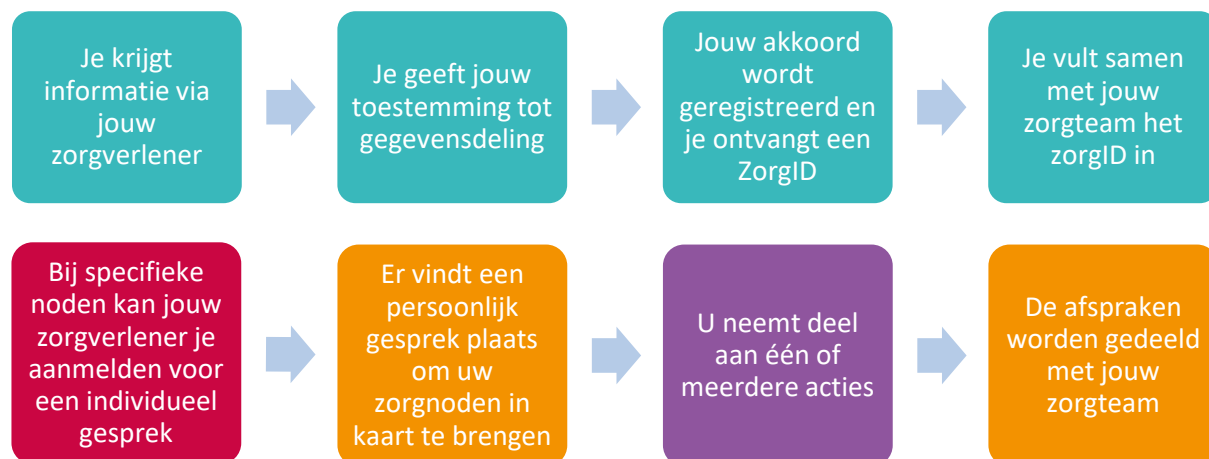 Je krijgt
informatie via
jouw
zorgverlener
Je geeft jouw
toestemming tot
gegevensdeling
Jouw akkoord
wordt
geregistreerd en
je ontvangt een
ZorgID
Je vult samen
met jouw
zorgteam het
zorgID in
Bij specifieke
noden kan jouw
zorgverlener je
aanmelden voor
een individueel
gesprek
Er vindt een
persoonlijk
gesprek plaats
om uw
zorgnoden in
kaart te brengen
U neemt deel
aan één of
meerdere acties
De afspraken
worden gedeeld
met jouw
zorgteam